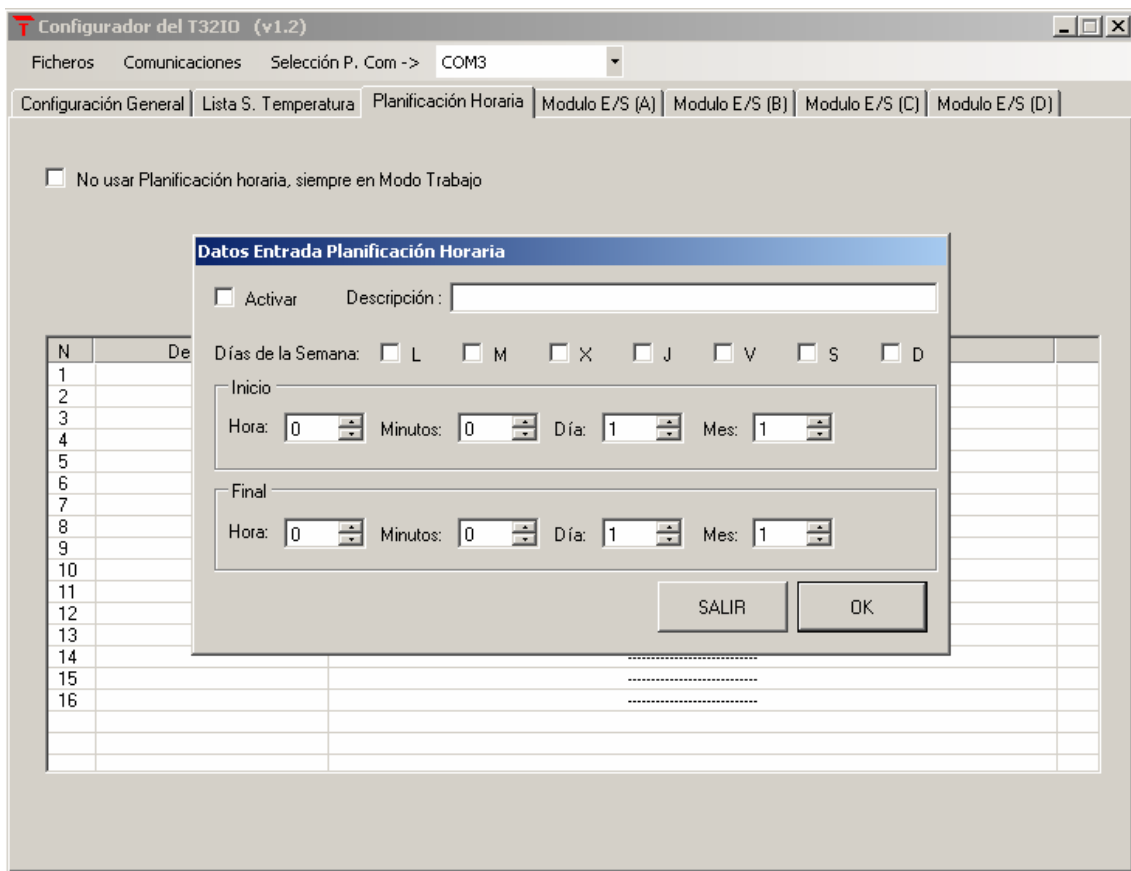 Configurador del T32IO (v1.2)
Ficheros Comunicaciones Selección P. Com -> COM3
Configuración General Lista S. Temperatura Planificación Horaria Modulo E/S (A) Modulo E/S (B) Modulo E/S (C) Modulo E/S (D)
No usar Planificación horaria, siempre en Modo Trabajo
Datos Entrada Planificación Horaria
Activar Descripción :
Días de la Semana: L M X J V S D
Inicio
Hora: 0 Minutos: 0 Día: 1 Mes: 1
Final
Hora: 0 Minutos: 0 Día: 1 Mes: 1
SALIR OK
N De
1
2
3
4
5
6
7
8
9
10
11
12
13
14 ---------------------------
15 ---------------------------
16 ---------------------------